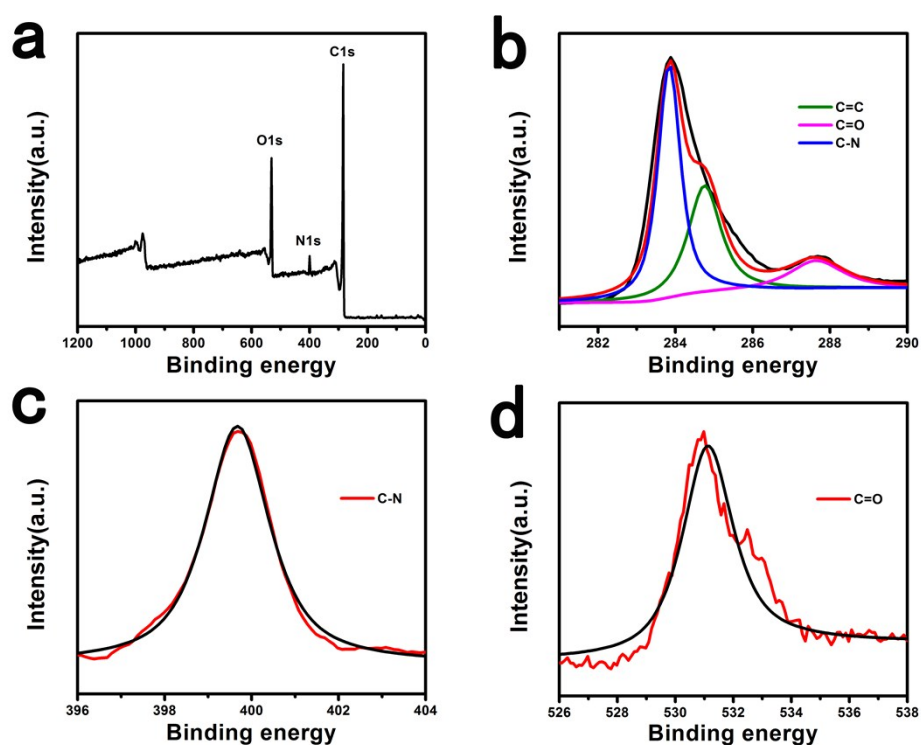 a
Intensity(a.u.)
C1s
O1s
N1s
1200 1000 800 600 400 200 0
Binding energy
b
Intensity(a.u.)
C=C
C=O
C-N
282 284 286 288 290
Binding energy
c
Intensity(a.u.)
C-N
396 398 400 402 404
Binding energy
d
Intensity(a.u.)
C=O
526 528 530 532 534 536 538
Binding energy